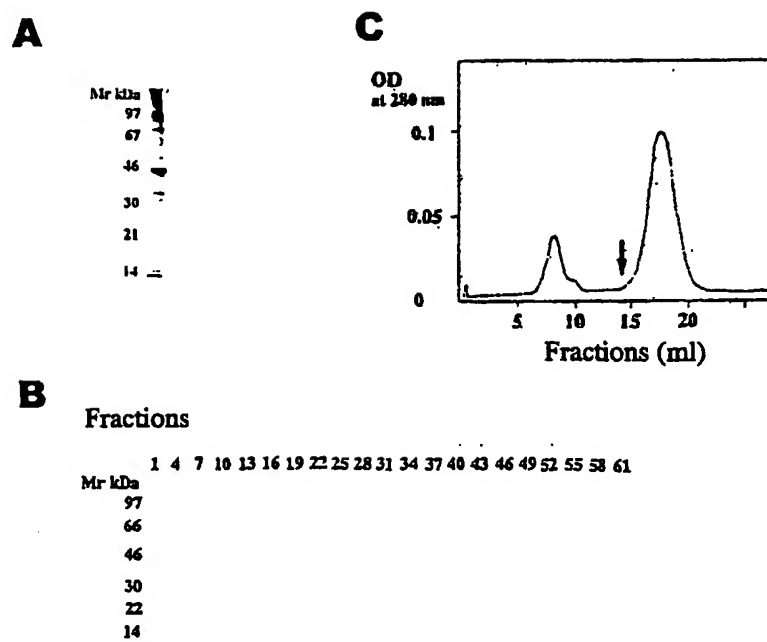 A
Mr kDa
97
67
46
30
21
14
C
OD
at 280 nm
0.1
0.05
0
5 10 15 20
Fractions (ml)
B
Fractions
1 4 7 10 13 16 19 22 25 28 31 34 37 40 43 46 49 52 55 58 61
Mr kDa
97
66
46
30
22
14